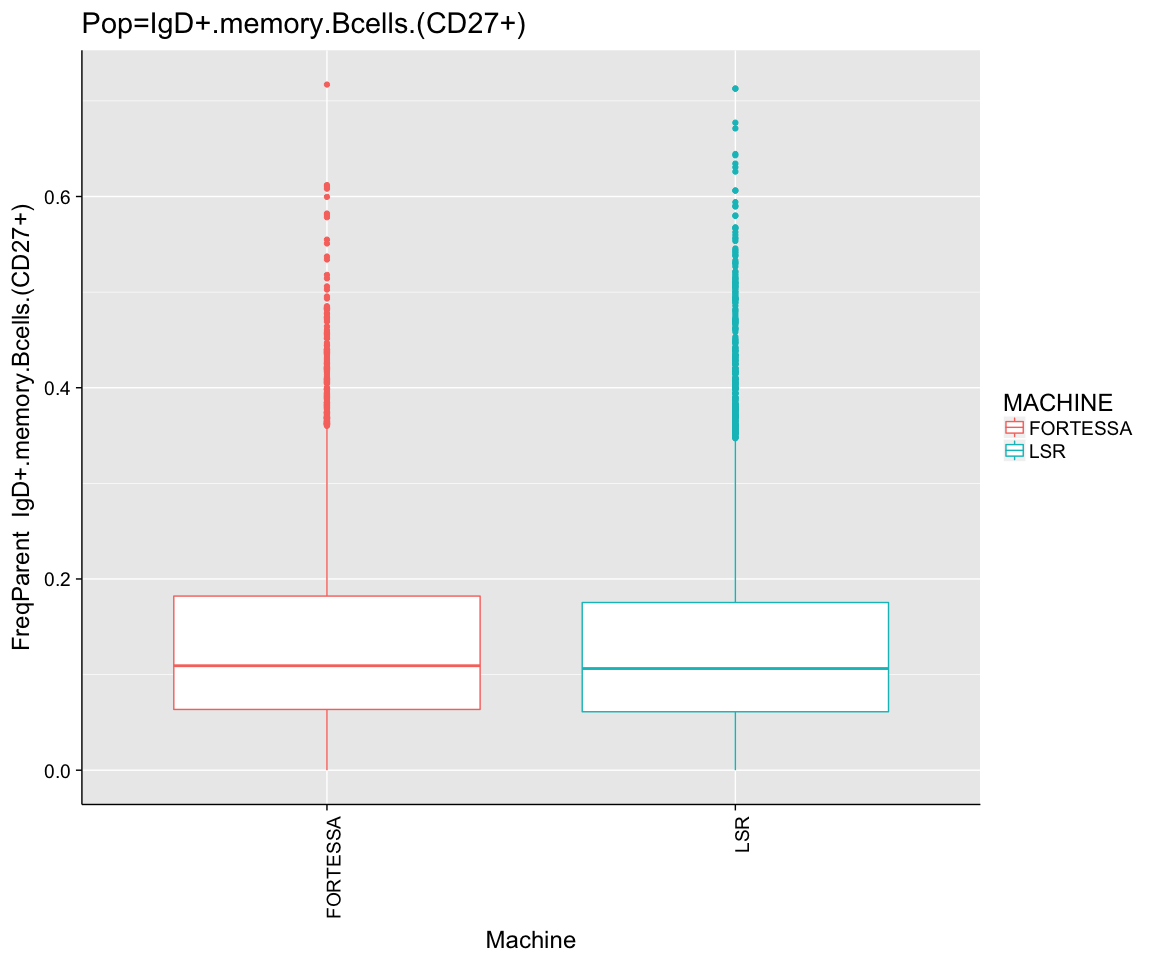 Pop=IgD+.memory.Bcells.(CD27+)
FreqParent  IgD+.memory.Bcells.(CD27+)
0.6
0.4
0.2
0.0
FORTESSA
LSR
Machine
MACHINE
FORTESSA
LSR